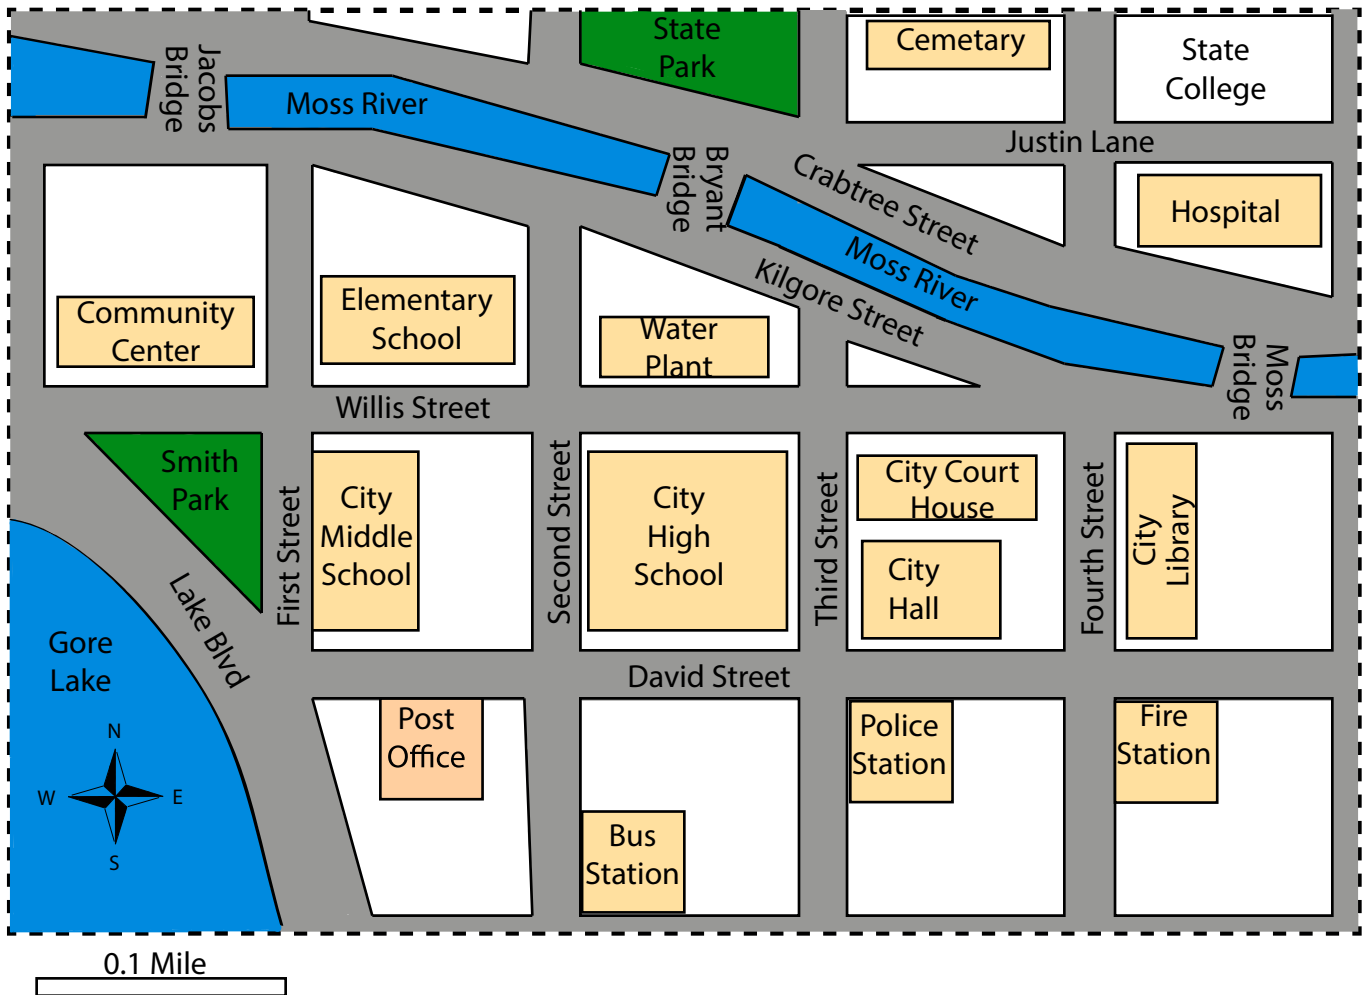 State
Park
Cemetary
State
College
Jacobs
Bridge
Moss River
Justin Lane
Bryant
Bridge
Crabtree Street
Hospital
Moss River
Kilgore Street
Community
Center
Elementary
School
Water
Plant
Moss
Bridge
Willis Street
Smith
Park
First Street
City
Middle
School
Second Street
City
High
School
Third Street
City Court
House
City
Hall
Fourth Street
City
Library
Lake Blvd
Gore
Lake
David Street
Post
Office
Police
Station
Fire
Station
Bus
Station
N
W
E
S
0.1 Mile